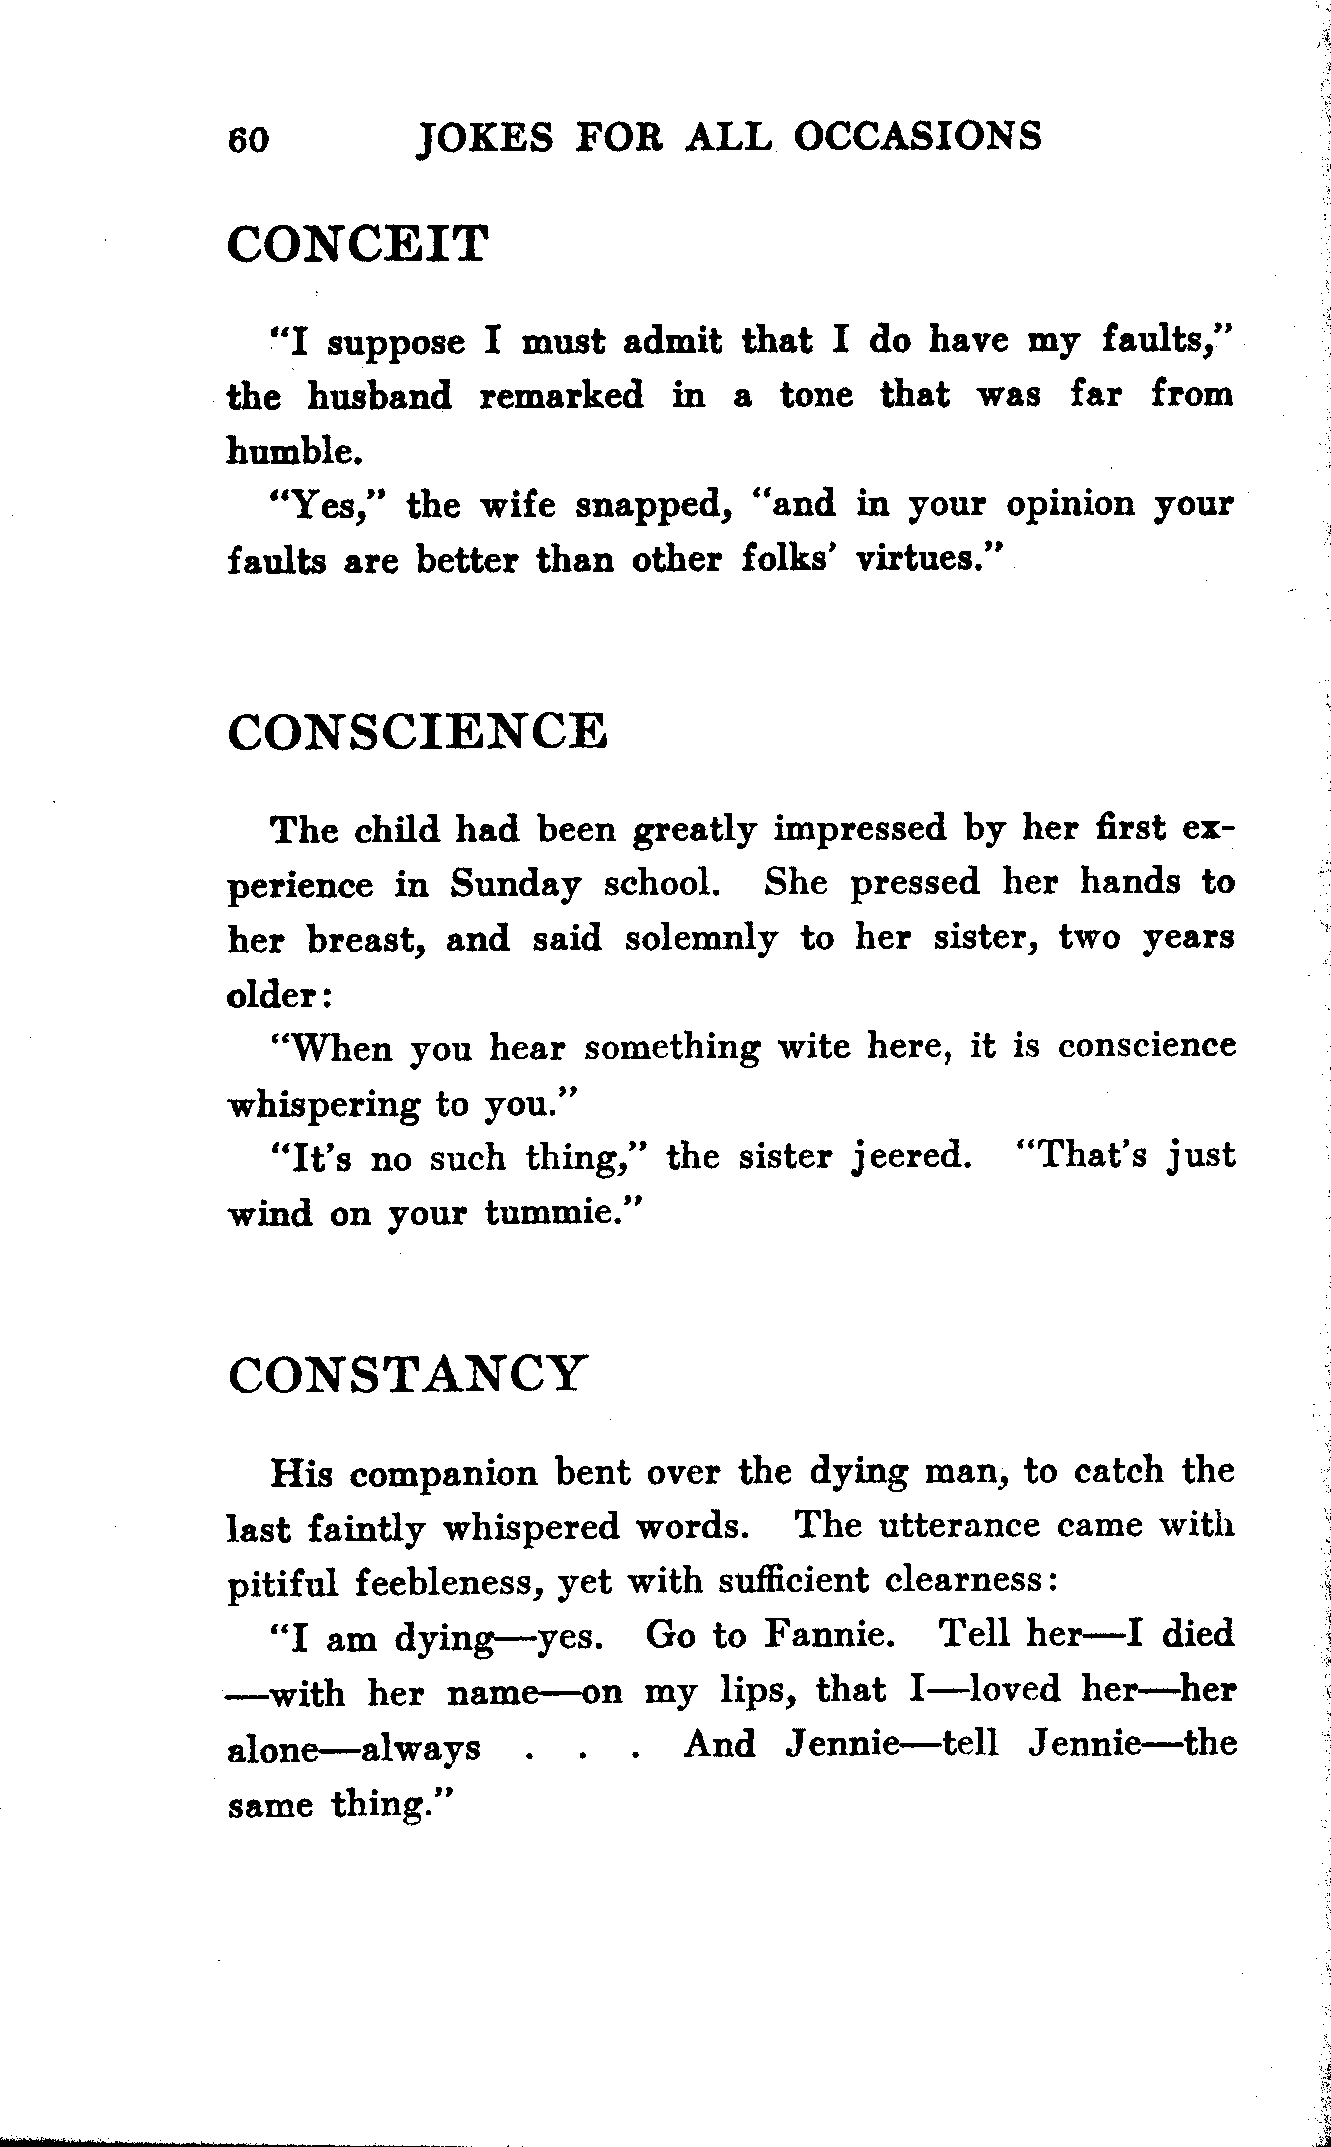 60 JOKES FOR ALL OCCASIONS
CONCEIT
"I suppose I must admit that I do have my faults,"
the husband remarked in a tone that was far from
humble.
"Yes," the wife snapped, "and in your opinion your
faults are better than other folks' virtues."
CONSCIENCE
The child had been greatly impressed by her first ex-
perience in Sunday school. She pressed her hands to
her breast, and said solemnly to her sister, two years
older:
"When you hear something wite here, it is conscience
whispering to you."
"It's no such thing," the sister jeered. "That's just
wind on your tummie."
CONSTANCY
His companion bent over the dying man, to catch the
last faintly whispered words. The utterance came with
pitiful feebleness, yet with sufficient clearness:
"I am dying—yes. Go to Fannie. Tell her—I died
—with her name—on my lips, that I—loved her—her
alone—always . . . And Jennie—tell Jennie—the
same thing."